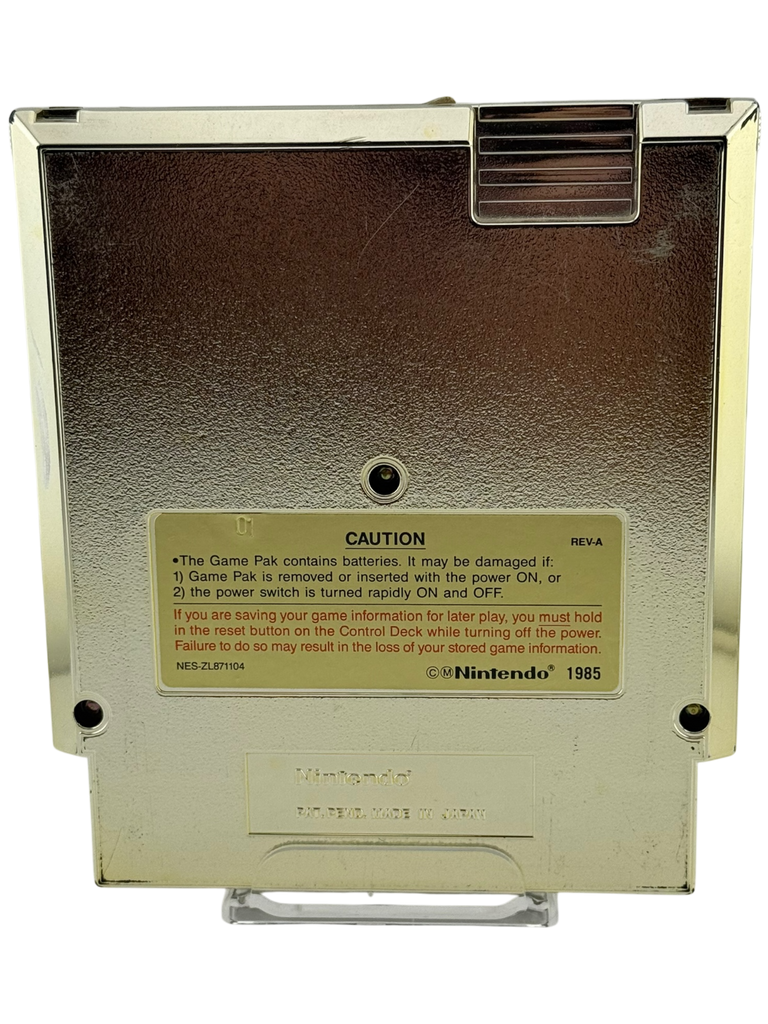 01
CAUTION
REV-A
•The Game Pak contains batteries. It may be damaged if:
1) Game Pak is removed or inserted with the power ON, or
2) the power switch is turned rapidly ON and OFF.
If you are saving your game information for later play, you must hold
in the reset button on the Control Deck while turning off the power.
Failure to do so may result in the loss of your stored game information.
NES-ZL871104
©Ⓜ Nintendo® 1985
Nintendo®
PAT. PEND. MADE IN JAPAN